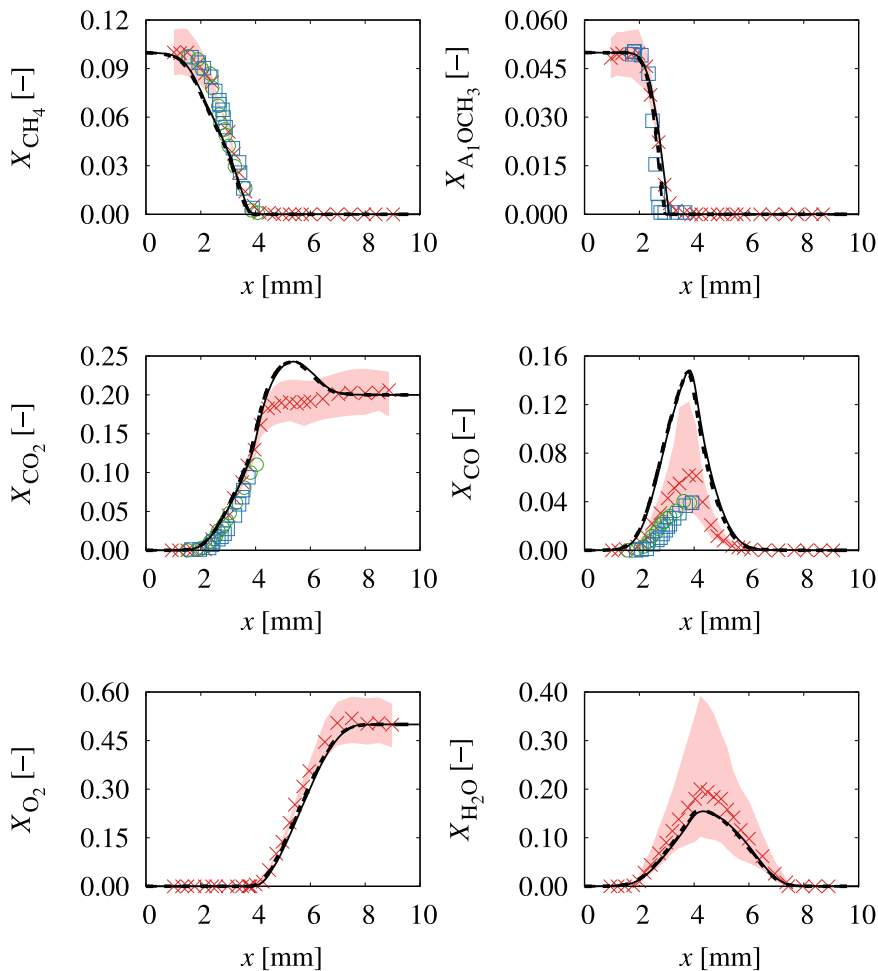 0.12
0.09
0.06
0.03
0.00
X_CH4 [−]
0 2 4 6 8 10
x [mm]
0.060
0.045
0.030
0.015
0.000
X_A1OCH3 [−]
0 2 4 6 8 10
x [mm]
0.25
0.20
0.15
0.10
0.05
0.00
X_CO2 [−]
0 2 4 6 8 10
x [mm]
0.16
0.12
0.08
0.04
0.00
X_CO [−]
0 2 4 6 8 10
x [mm]
0.60
0.45
0.30
0.15
0.00
X_O2 [−]
0 2 4 6 8 10
x [mm]
0.40
0.30
0.20
0.10
0.00
X_H2O [−]
0 2 4 6 8 10
x [mm]